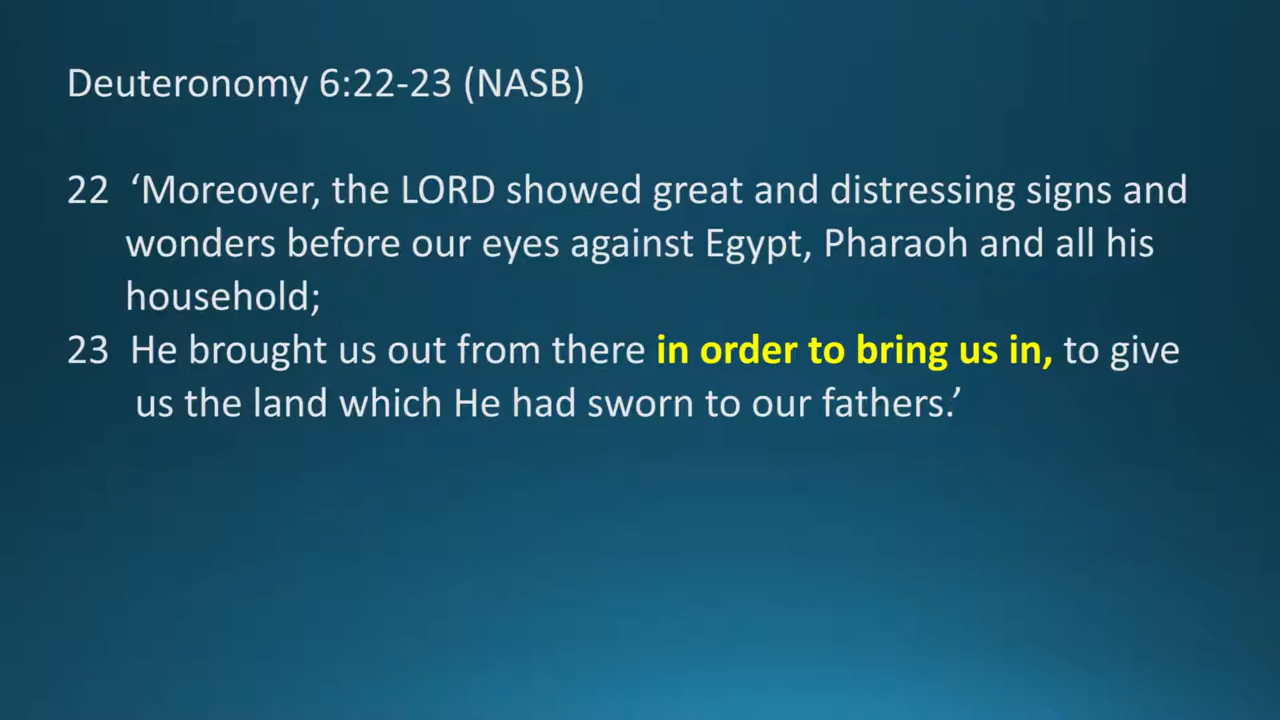 Deuteronomy 6:22-23 (NASB)
22 ‘Moreover, the LORD showed great and distressing signs and
wonders before our eyes against Egypt, Pharaoh and all his
household;
23 He brought us out from there in order to bring us in, to give
us the land which He had sworn to our fathers.’